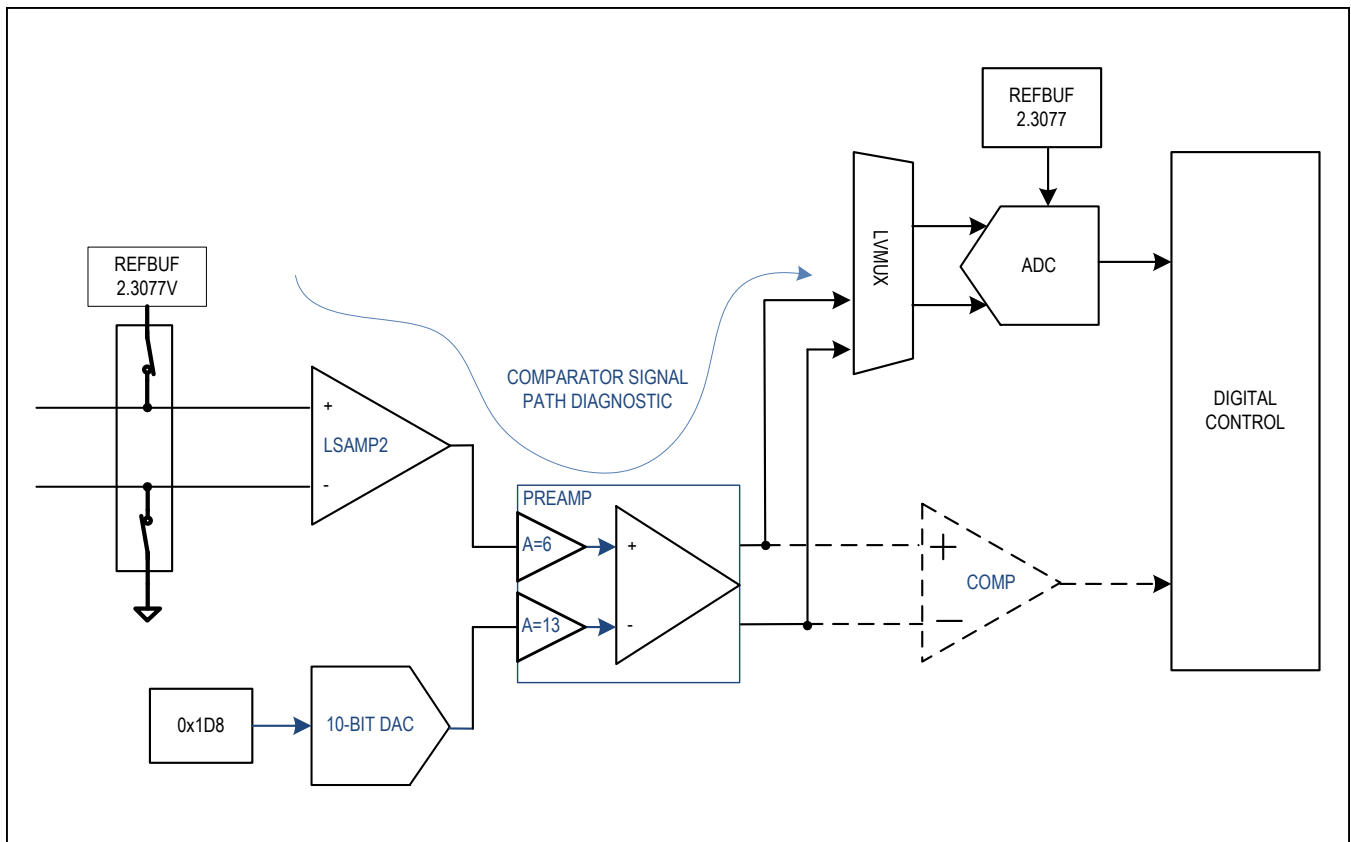 REFBUF
2.3077
REFBUF
2.3077V
LVMUX
ADC
COMPARATOR SIGNAL
PATH DIAGNOSTIC
DIGITAL
CONTROL
+
LSAMP2
-
PREAMP
A=6
+
A=13
-
+
COMP
-
0x1D8
10-BIT DAC